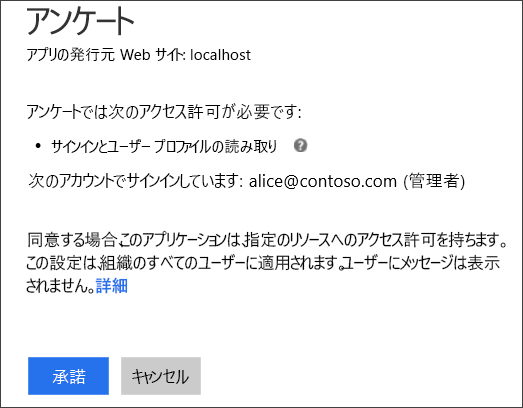 アンケート
アプリの発行元 Web サイト: localhost
アンケートでは次のアクセス許可が必要です:
• サインインとユーザー プロファイルの読み取り ?
次のアカウントでサインインしています: alice@contoso.com (管理者)
同意する場合、このアプリケーションは、指定のリソースへのアクセス許可を持ちます。
この設定は、組織のすべてのユーザーに適用されます。ユーザーにメッセージは表示
されません。詳細
承諾 キャンセル